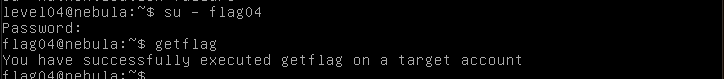 level04@nebula:~$ su - flag04
Password:
flag04@nebula:~$ getflag
You have successfully executed getflag on a target account
flag04@nebula:~$